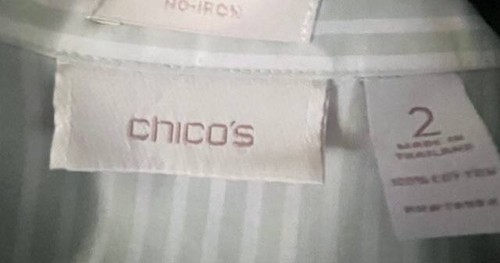 NO-IRON
chico's
2
MADE IN
THAILAND
100% COTTON